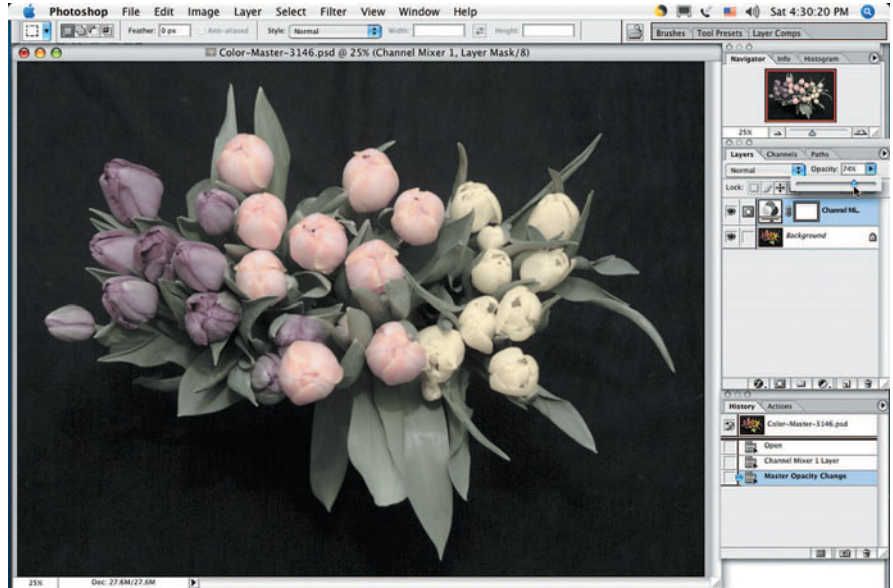 Photoshop File Edit Image Layer Select Filter View Window Help Sat 4:30:20 PM
Feather: 0 px Anti-aliased Style: Normal Width: Height: Brushes Tool Presets Layer Comps
Color-Master-3146.psd @ 25% (Channel Mixer 1, Layer Mask/8)
Navigator Info Histogram
25%
Layers Channels Paths
Normal Opacity: 74%
Lock:
Channel Mi...
Background
History Actions
Color-Master-3146.psd
Open
Channel Mixer 1 Layer
Master Opacity Change
25% Doc: 27.6M/27.6M